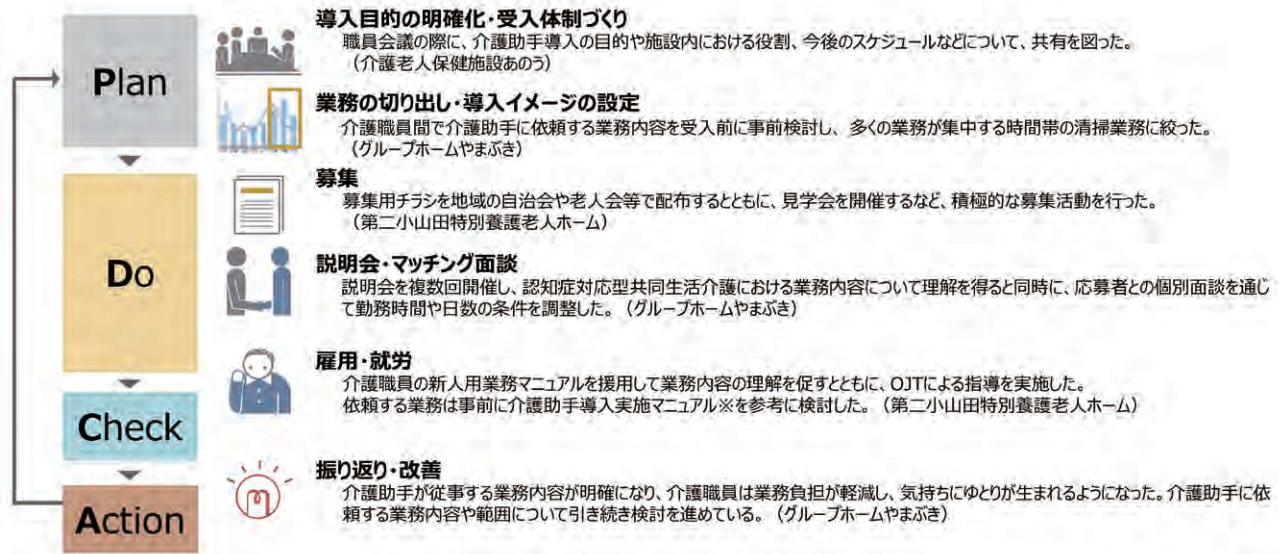 Plan
導入目的の明確化・受入体制づくり
職員会議の際に、介護助手導入の目的や施設内における役割、今後のスケジュールなどについて、共有を図った。
（介護老人保健施設あのう）
業務の切り出し・導入イメージの設定
介護職員間で介護助手に依頼する業務内容を受入前に事前検討し、多くの業務が集中する時間帯の清掃業務に絞った。
（グループホームやまぶき）
Do
募集
募集用チラシを地域の自治会や老人会等で配布するとともに、見学会を開催するなど、積極的な募集活動を行った。
（第二小山田特別養護老人ホーム）
説明会・マッチング面談
説明会を複数回開催し、認知症対応型共同生活介護における業務内容について理解を得ると同時に、応募者との個別面談を通じ
て勤務時間や日数の条件を調整した。（グループホームやまぶき）
雇用・就労
介護職員の新人用業務マニュアルを援用して業務内容の理解を促すとともに、OJTによる指導を実施した。
依頼する業務は事前に介護助手導入実施マニュアル※を参考に検討した。（第二小山田特別養護老人ホーム）
Check
Action
振り返り・改善
介護助手が従事する業務内容が明確になり、介護職員は業務負担が軽減し、気持ちにゆとりが生まれるようになった。介護助手に依
頼する業務内容や範囲について引き続き検討を進めている。（グループホームやまぶき）